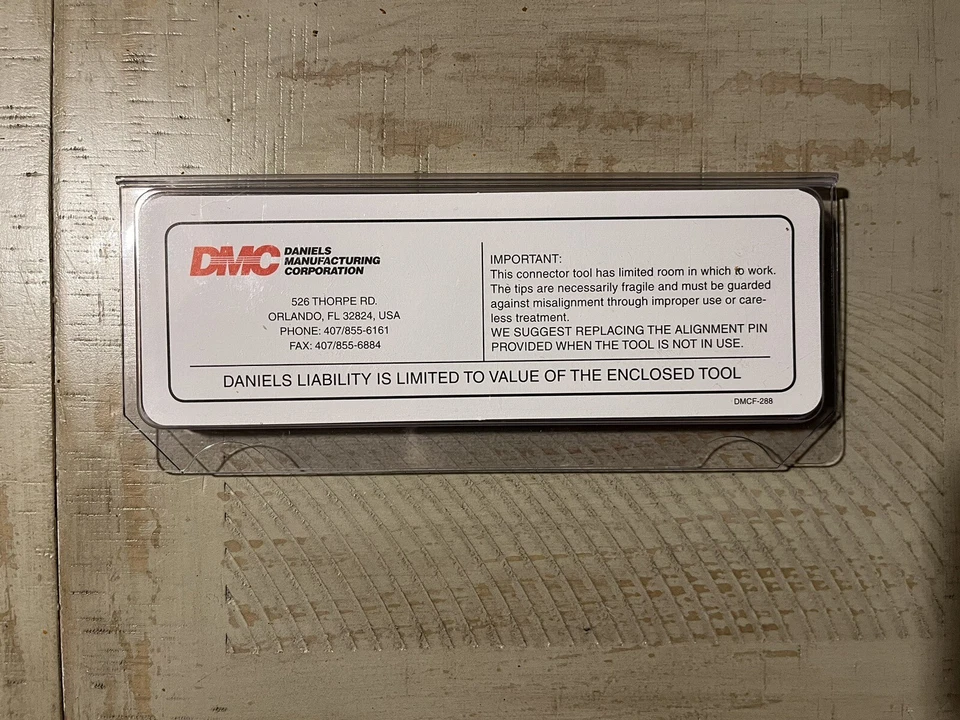 DMC DANIELS
MANUFACTURING
CORPORATION
526 THORPE RD.
ORLANDO, FL 32824, USA
PHONE: 407/855-6161
FAX: 407/855-6884
IMPORTANT:
This connector tool has limited room in which to work.
The tips are necessarily fragile and must be guarded
against misalignment through improper use or care-
less treatment.
WE SUGGEST REPLACING THE ALIGNMENT PIN
PROVIDED WHEN THE TOOL IS NOT IN USE.
DANIELS LIABILITY IS LIMITED TO VALUE OF THE ENCLOSED TOOL
DMCF-288